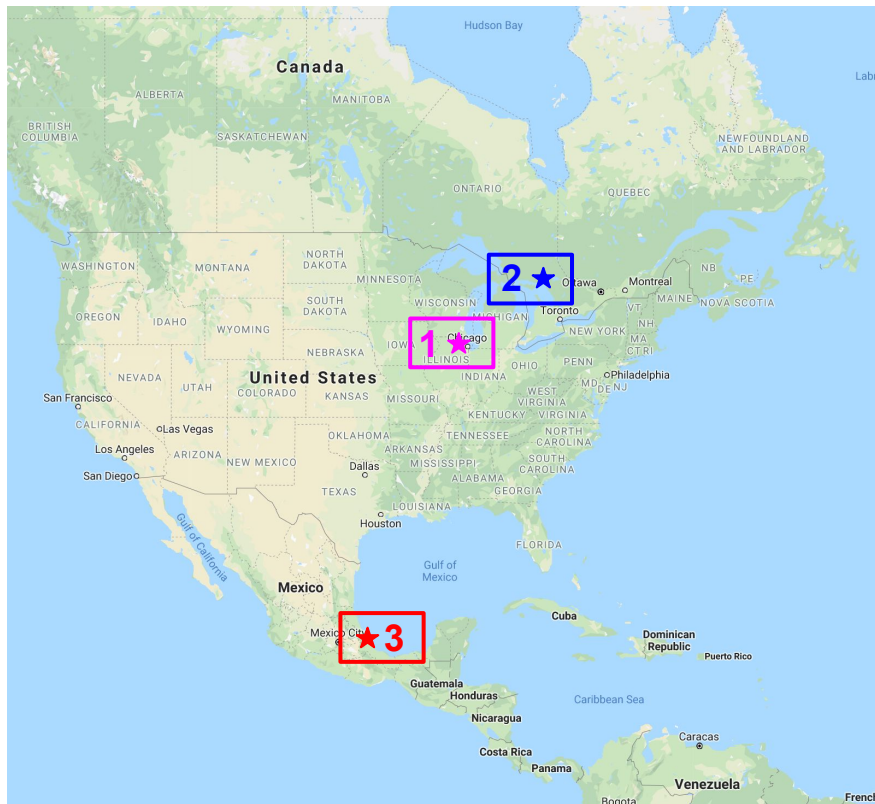 Hudson Bay
Canada
Labr
ALBERTA
MANITOBA
BRITISH
COLUMBIA
SASKATCHEWAN
NEWFOUNDLAND
AND LABRADOR
ONTARIO
QUEBEC
WASHINGTON
MONTANA
NORTH
DAKOTA
MINNESOTA
2
Ottawa
Montreal
NB
PE
MAINE
NOVA SCOTIA
SOUTH
DAKOTA
WISCONSIN
MICHIGAN
Toronto
VT
NH
OREGON
IDAHO
WYOMING
1
Chicago
IOWA
ILLINOIS
NEW YORK
MA
CT RI
NEBRASKA
INDIANA
OHIO
PENN
Philadelphia
NEVADA
UTAH
COLORADO
United States
KANSAS
MISSOURI
WEST
VIRGINIA
MD
DE
NJ
San Francisco
KENTUCKY
VIRGINIA
CALIFORNIA
Las Vegas
OKLAHOMA
TENNESSEE
NORTH
CAROLINA
Los Angeles
ARIZONA
NEW MEXICO
ARKANSAS
MISSISSIPPI
SOUTH
CAROLINA
San Diego
Dallas
ALABAMA
TEXAS
GEORGIA
LOUISIANA
Houston
Gulf of California
FLORIDA
Gulf of
Mexico
Mexico
Cuba
Mexico City
3
Dominican
Republic
Puerto Rico
Guatemala
Honduras
Caribbean Sea
Nicaragua
Caracas
Costa Rica
Panama
Venezuela
Bogota
French